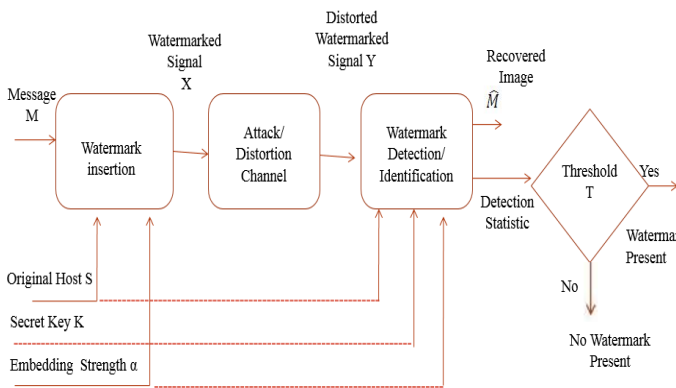 Message
M
Watermark
insertion
Watermarked
Signal
X
Attack/
Distortion
Channel
Distorted
Watermarked
Signal Y
Watermark
Detection/
Identification
Recovered
Image
M̂
Detection
Statistic
Threshold
T
Yes
Watermar
Present
No
No Watermark
Present
Original Host S
Secret Key K
Embedding Strength α